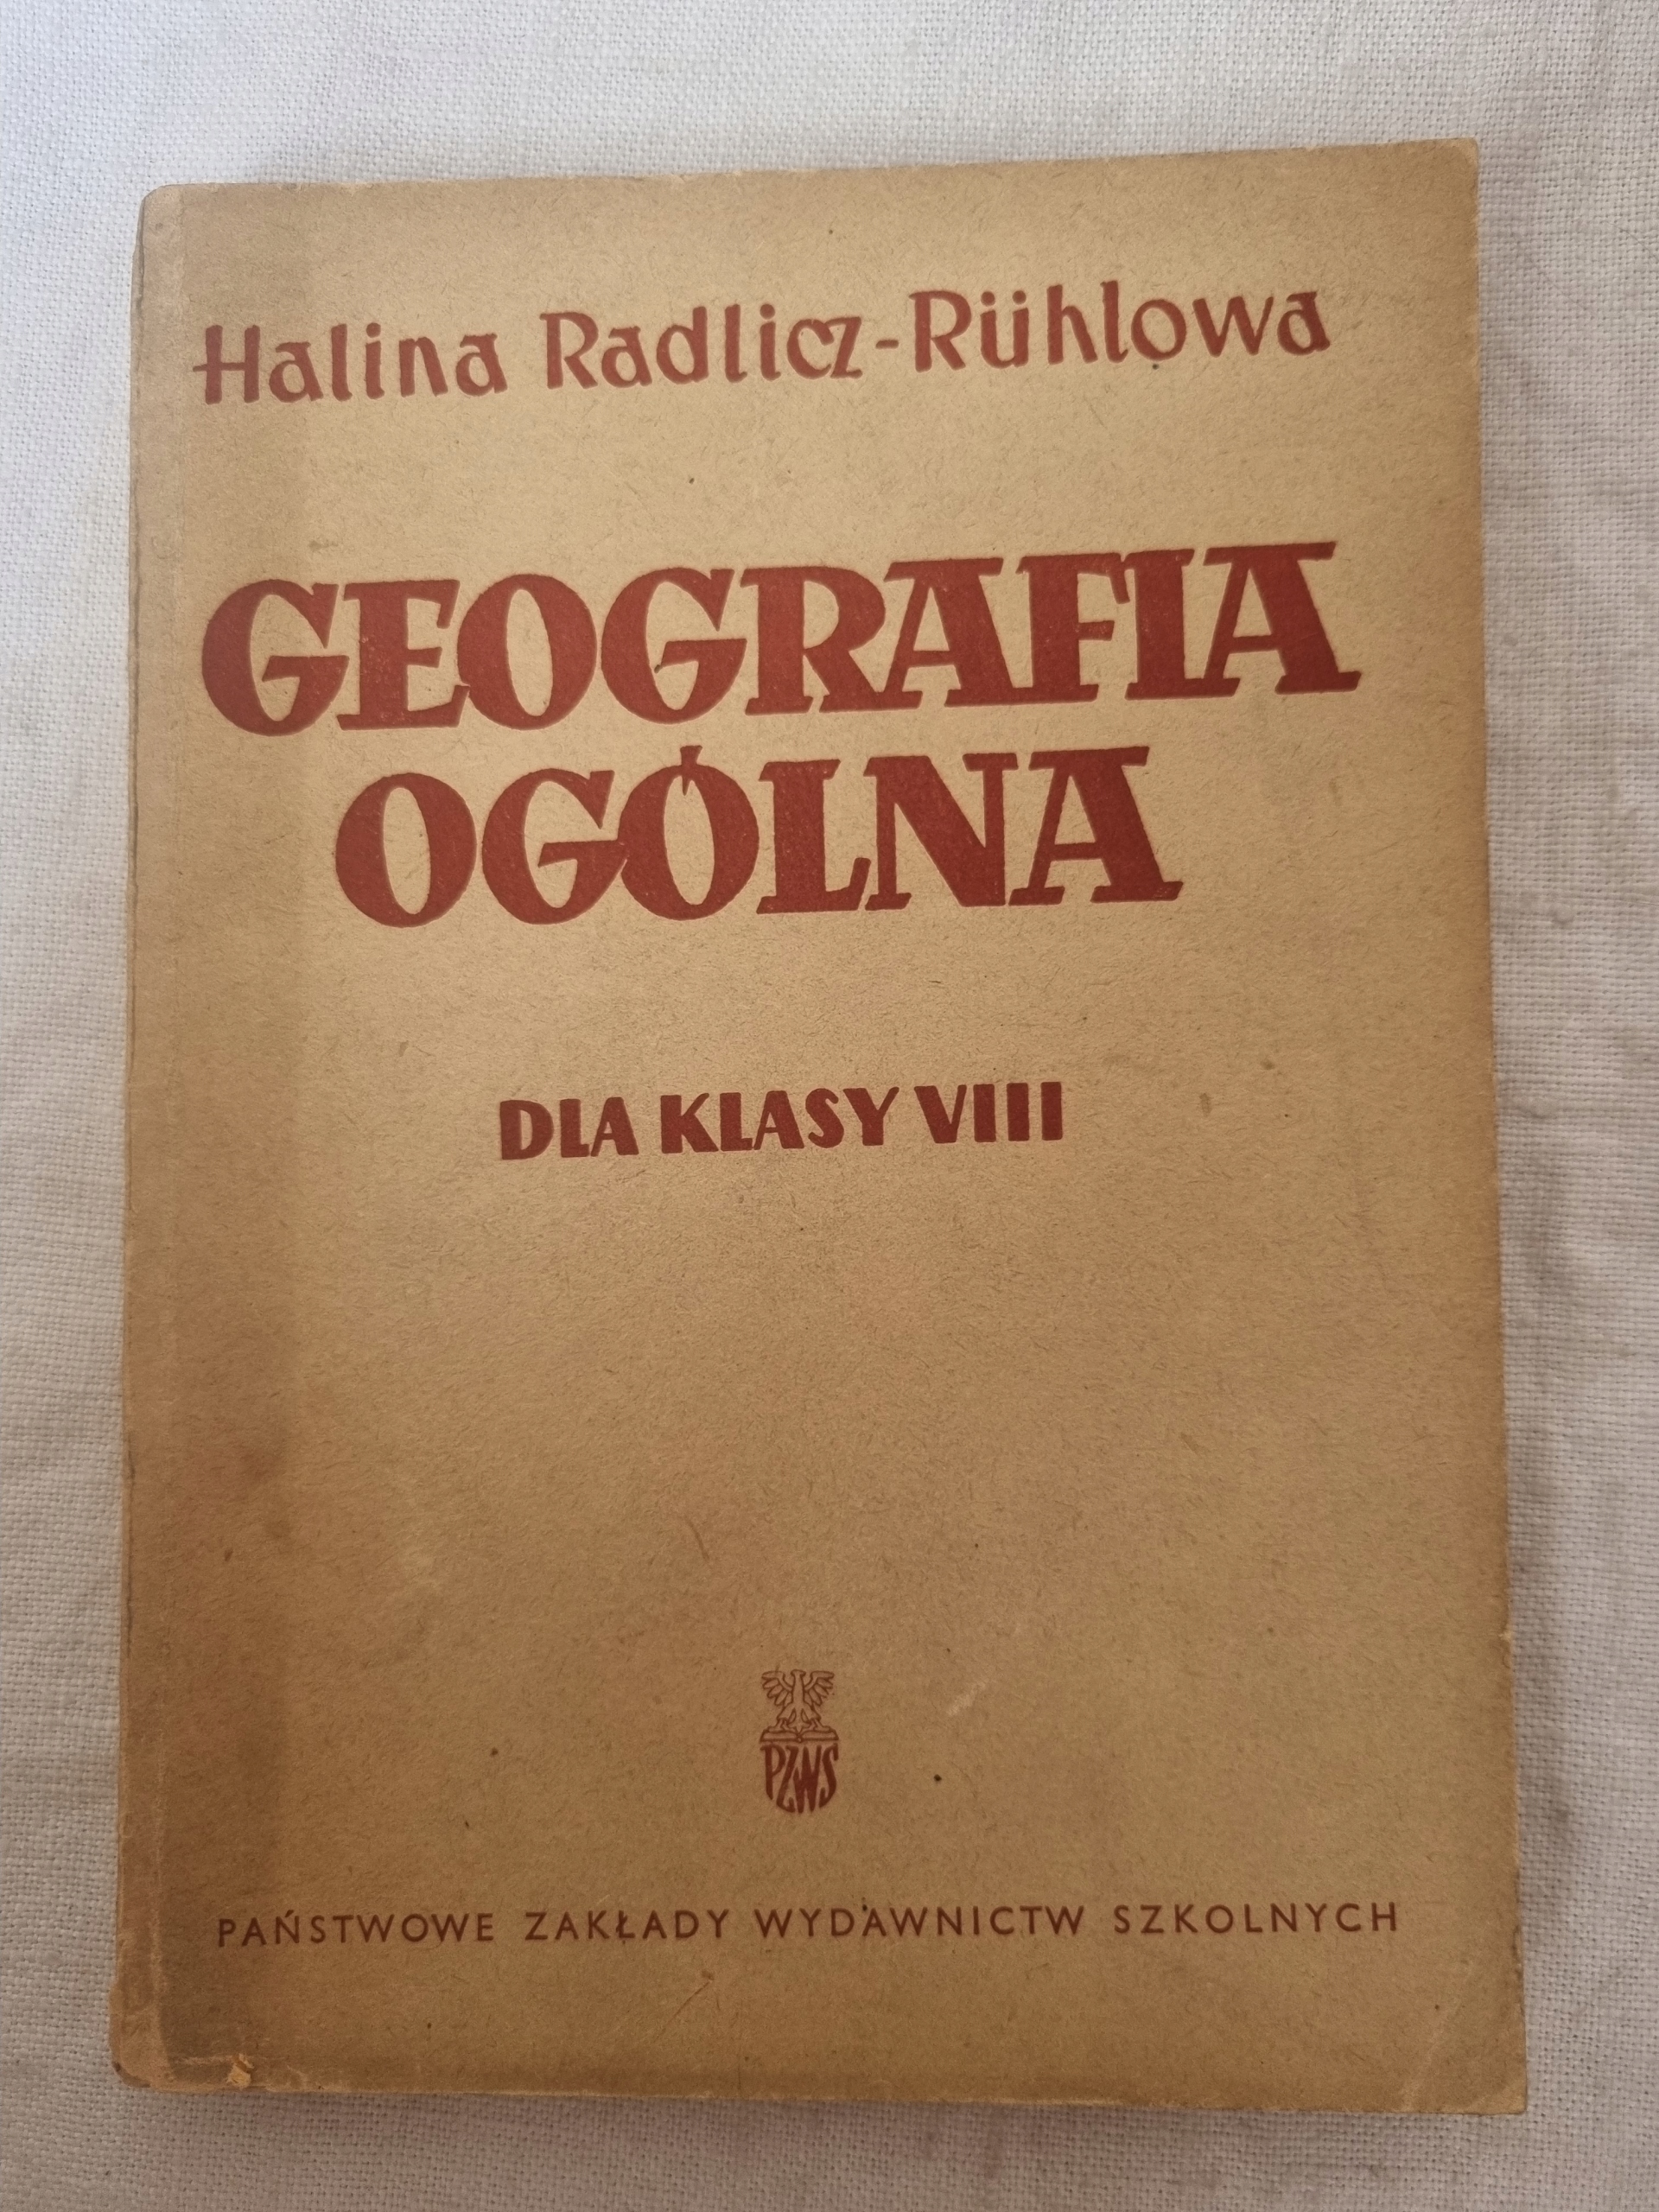 Halina Radlicz-Rühlowa
GEOGRAFIA
OGÓLNA
DLA KLASY VIII
PZWS
PAŃSTWOWE ZAKŁADY WYDAWNICTW SZKOLNYCH